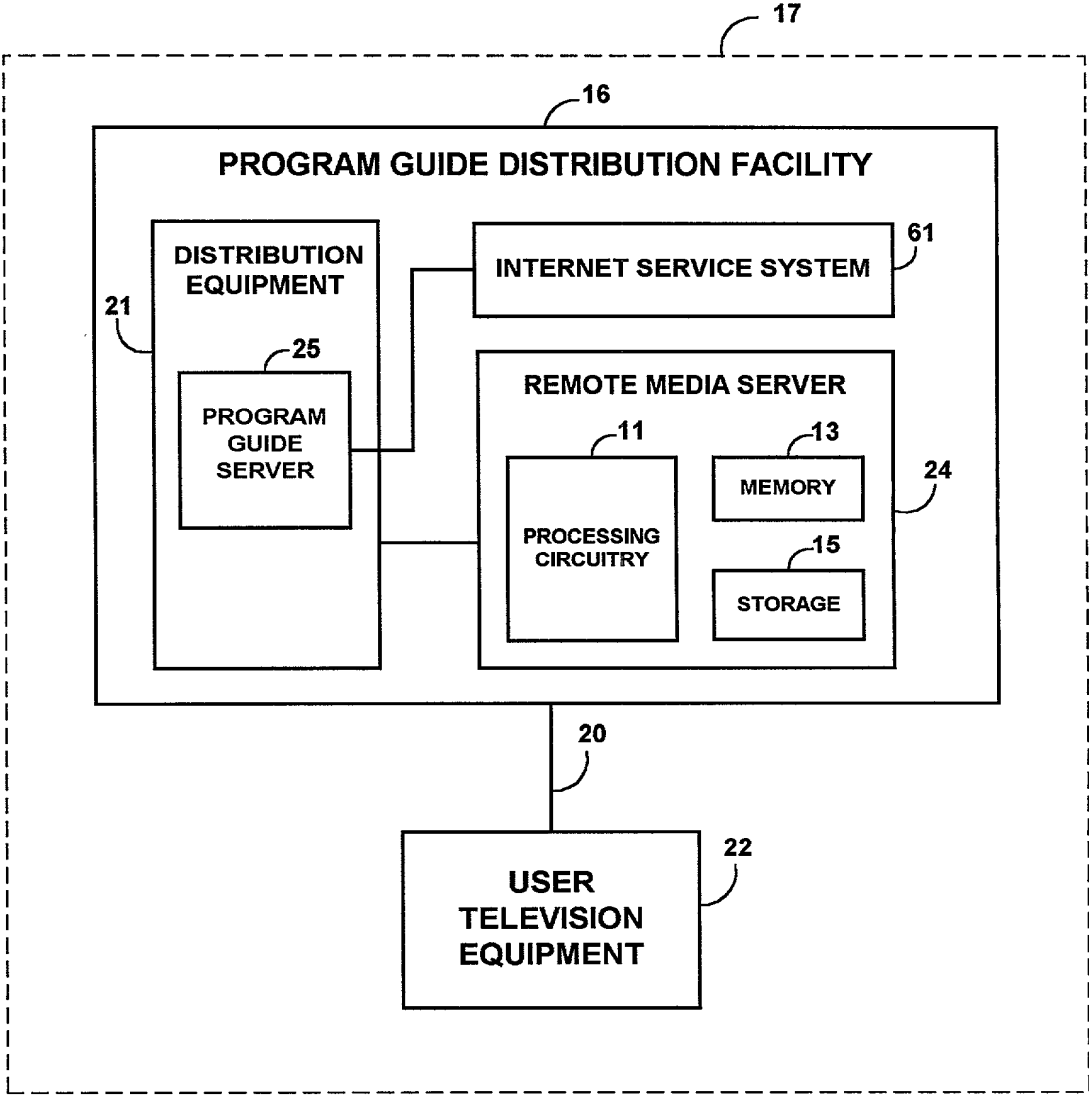 17
16
PROGRAM GUIDE DISTRIBUTION FACILITY
DISTRIBUTION
EQUIPMENT
21
25
PROGRAM
GUIDE
SERVER
INTERNET SERVICE SYSTEM
61
REMOTE MEDIA SERVER
11
PROCESSING
CIRCUITRY
13
MEMORY
24
15
STORAGE
20
USER
TELEVISION
EQUIPMENT
22